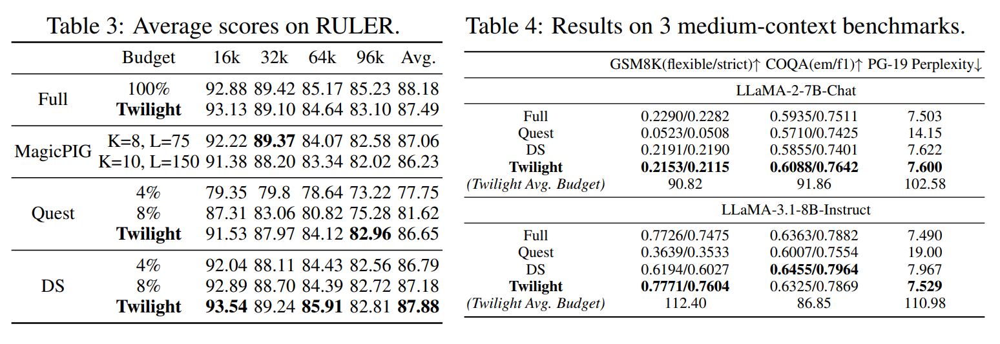 Table 3: Average scores on RULER.
Budget 16k 32k 64k 96k Avg.
Full
100% 92.88 89.42 85.17 85.23 88.18
Twilight 93.13 89.10 84.64 83.10 87.49
MagicPIG
K=8, L=75 92.22 89.37 84.07 82.58 87.06
K=10, L=150 91.38 88.20 83.34 82.02 86.23
Quest
4% 79.35 79.8 78.64 73.22 77.75
8% 87.31 83.06 80.82 75.28 81.62
Twilight 91.53 87.97 84.12 82.96 86.65
DS
4% 92.04 88.11 84.43 82.56 86.79
8% 92.89 88.70 84.39 82.72 87.18
Twilight 93.54 89.24 85.91 82.81 87.88
Table 4: Results on 3 medium-context benchmarks.
GSM8K(flexible/strict)↑ COQA(em/f1)↑ PG-19 Perplexity↓
LLaMA-2-7B-Chat
Full 0.2290/0.2282 0.5935/0.7511 7.503
Quest 0.0523/0.0508 0.5710/0.7425 14.15
DS 0.2191/0.2190 0.5855/0.7401 7.622
Twilight 0.2153/0.2115 0.6088/0.7642 7.600
(Twilight Avg. Budget) 90.82 91.86 102.58
LLaMA-3.1-8B-Instruct
Full 0.7726/0.7475 0.6363/0.7882 7.490
Quest 0.3639/0.3533 0.6007/0.7554 19.00
DS 0.6194/0.6027 0.6455/0.7964 7.967
Twilight 0.7771/0.7604 0.6325/0.7869 7.529
(Twilight Avg. Budget) 112.40 86.85 110.98